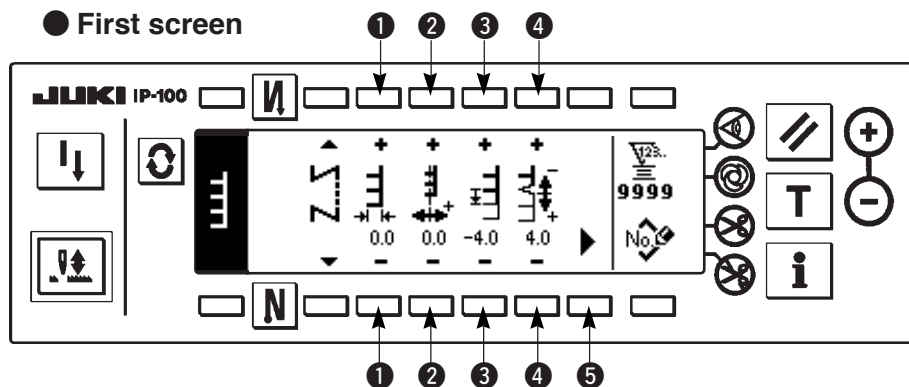 ● First screen
❶ ❷ ❸ ❹
JUKI IP-100
123..
9999
0.0 0.0 -4.0 4.0
No.
T
i
❶ ❷ ❸ ❹ ❺